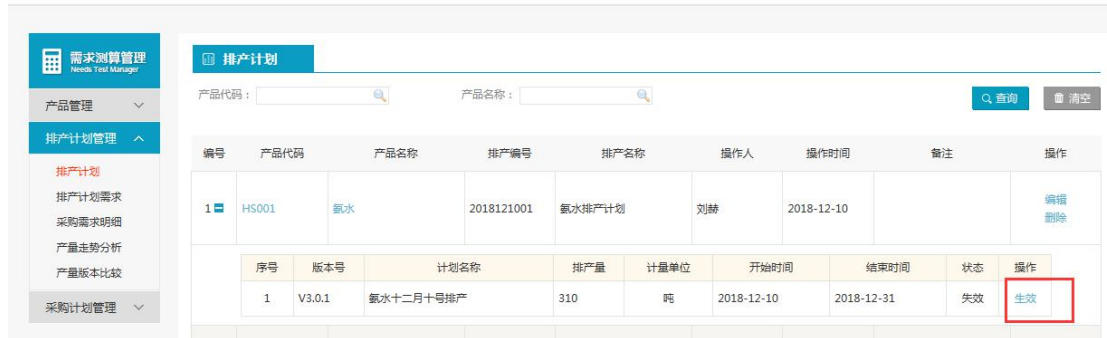 需求测算管理
Needs Test Manager
产品管理
排产计划管理
排产计划
排产计划需求
采购需求明细
产量走势分析
产量版本比较
采购计划管理
排产计划
产品代码： 产品名称： 查询 清空
编号 产品代码 产品名称 排产编号 排产名称 操作人 操作时间 备注 操作
1 HS001 氨水 2018121001 氨水排产计划 刘赫 2018-12-10 编辑
删除
序号 版本号 计划名称 排产量 计量单位 开始时间 结束时间 状态 操作
1 V3.0.1 氨水十二月十号排产 310 吨 2018-12-10 2018-12-31 失效 生效